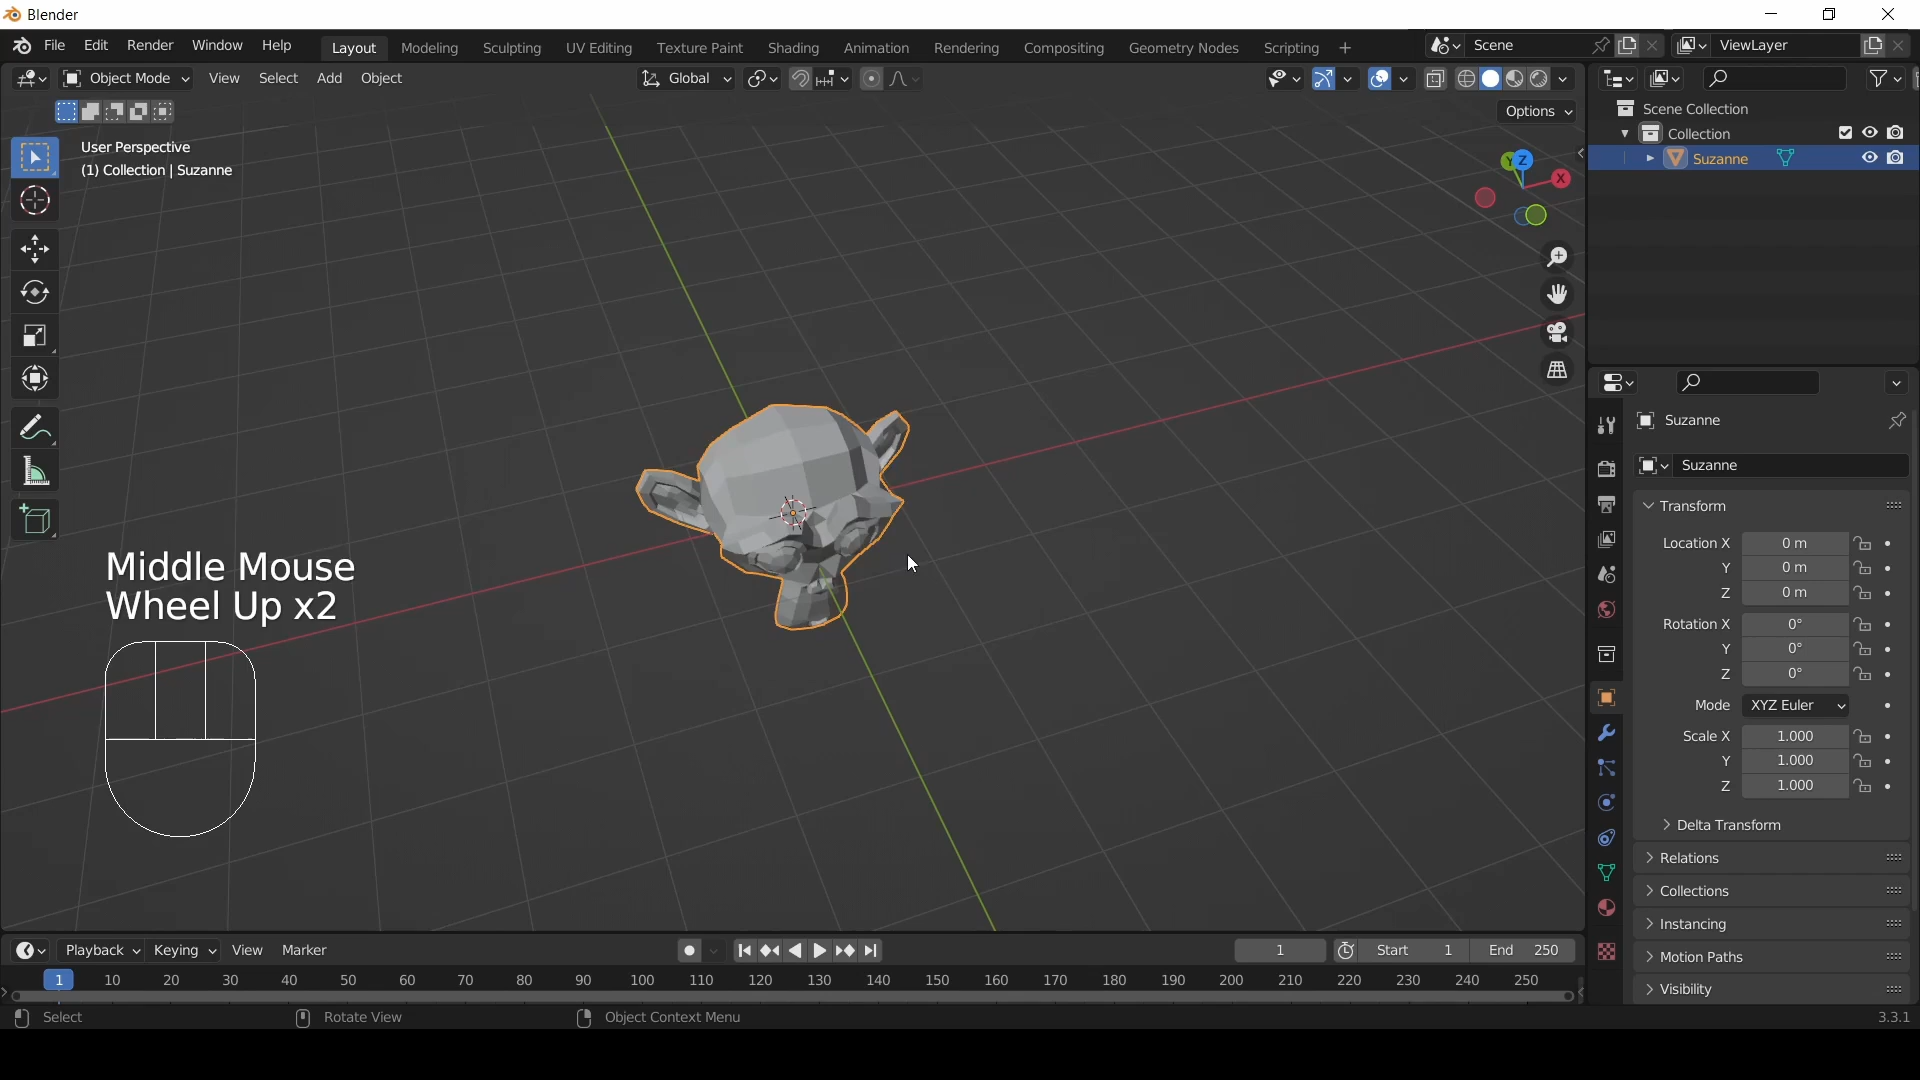 Blender
File Edit Render Window Help Layout Modeling Sculpting UV Editing Texture Paint Shading Animation Rendering Compositing Geometry Nodes Scripting + Scene ViewLayer
Object Mode View Select Add Object Global
Options
User Perspective
(1) Collection | Suzanne
Y Z X
Middle Mouse
Wheel Up x2
Scene Collection
Collection
Suzanne
Suzanne
Suzanne
Transform
Location X 0 m
Y 0 m
Z 0 m
Rotation X 0°
Y 0°
Z 0°
Mode XYZ Euler
Scale X 1.000
Y 1.000
Z 1.000
Delta Transform
Relations
Collections
Instancing
Motion Paths
Visibility
Playback Keying View Marker 1 Start 1 End 250
1 10 20 30 40 50 60 70 80 90 100 110 120 130 140 150 160 170 180 190 200 210 220 230 240 250
Select Rotate View Object Context Menu 3.3.1